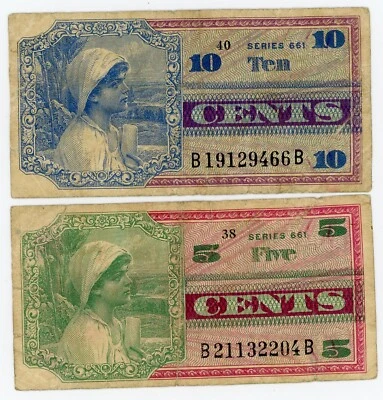 10 40 SERIES 661 10
Ten
CENTS
B19129466B 10
5 38 SERIES 661 5
Five
CENTS
B21132204B 5